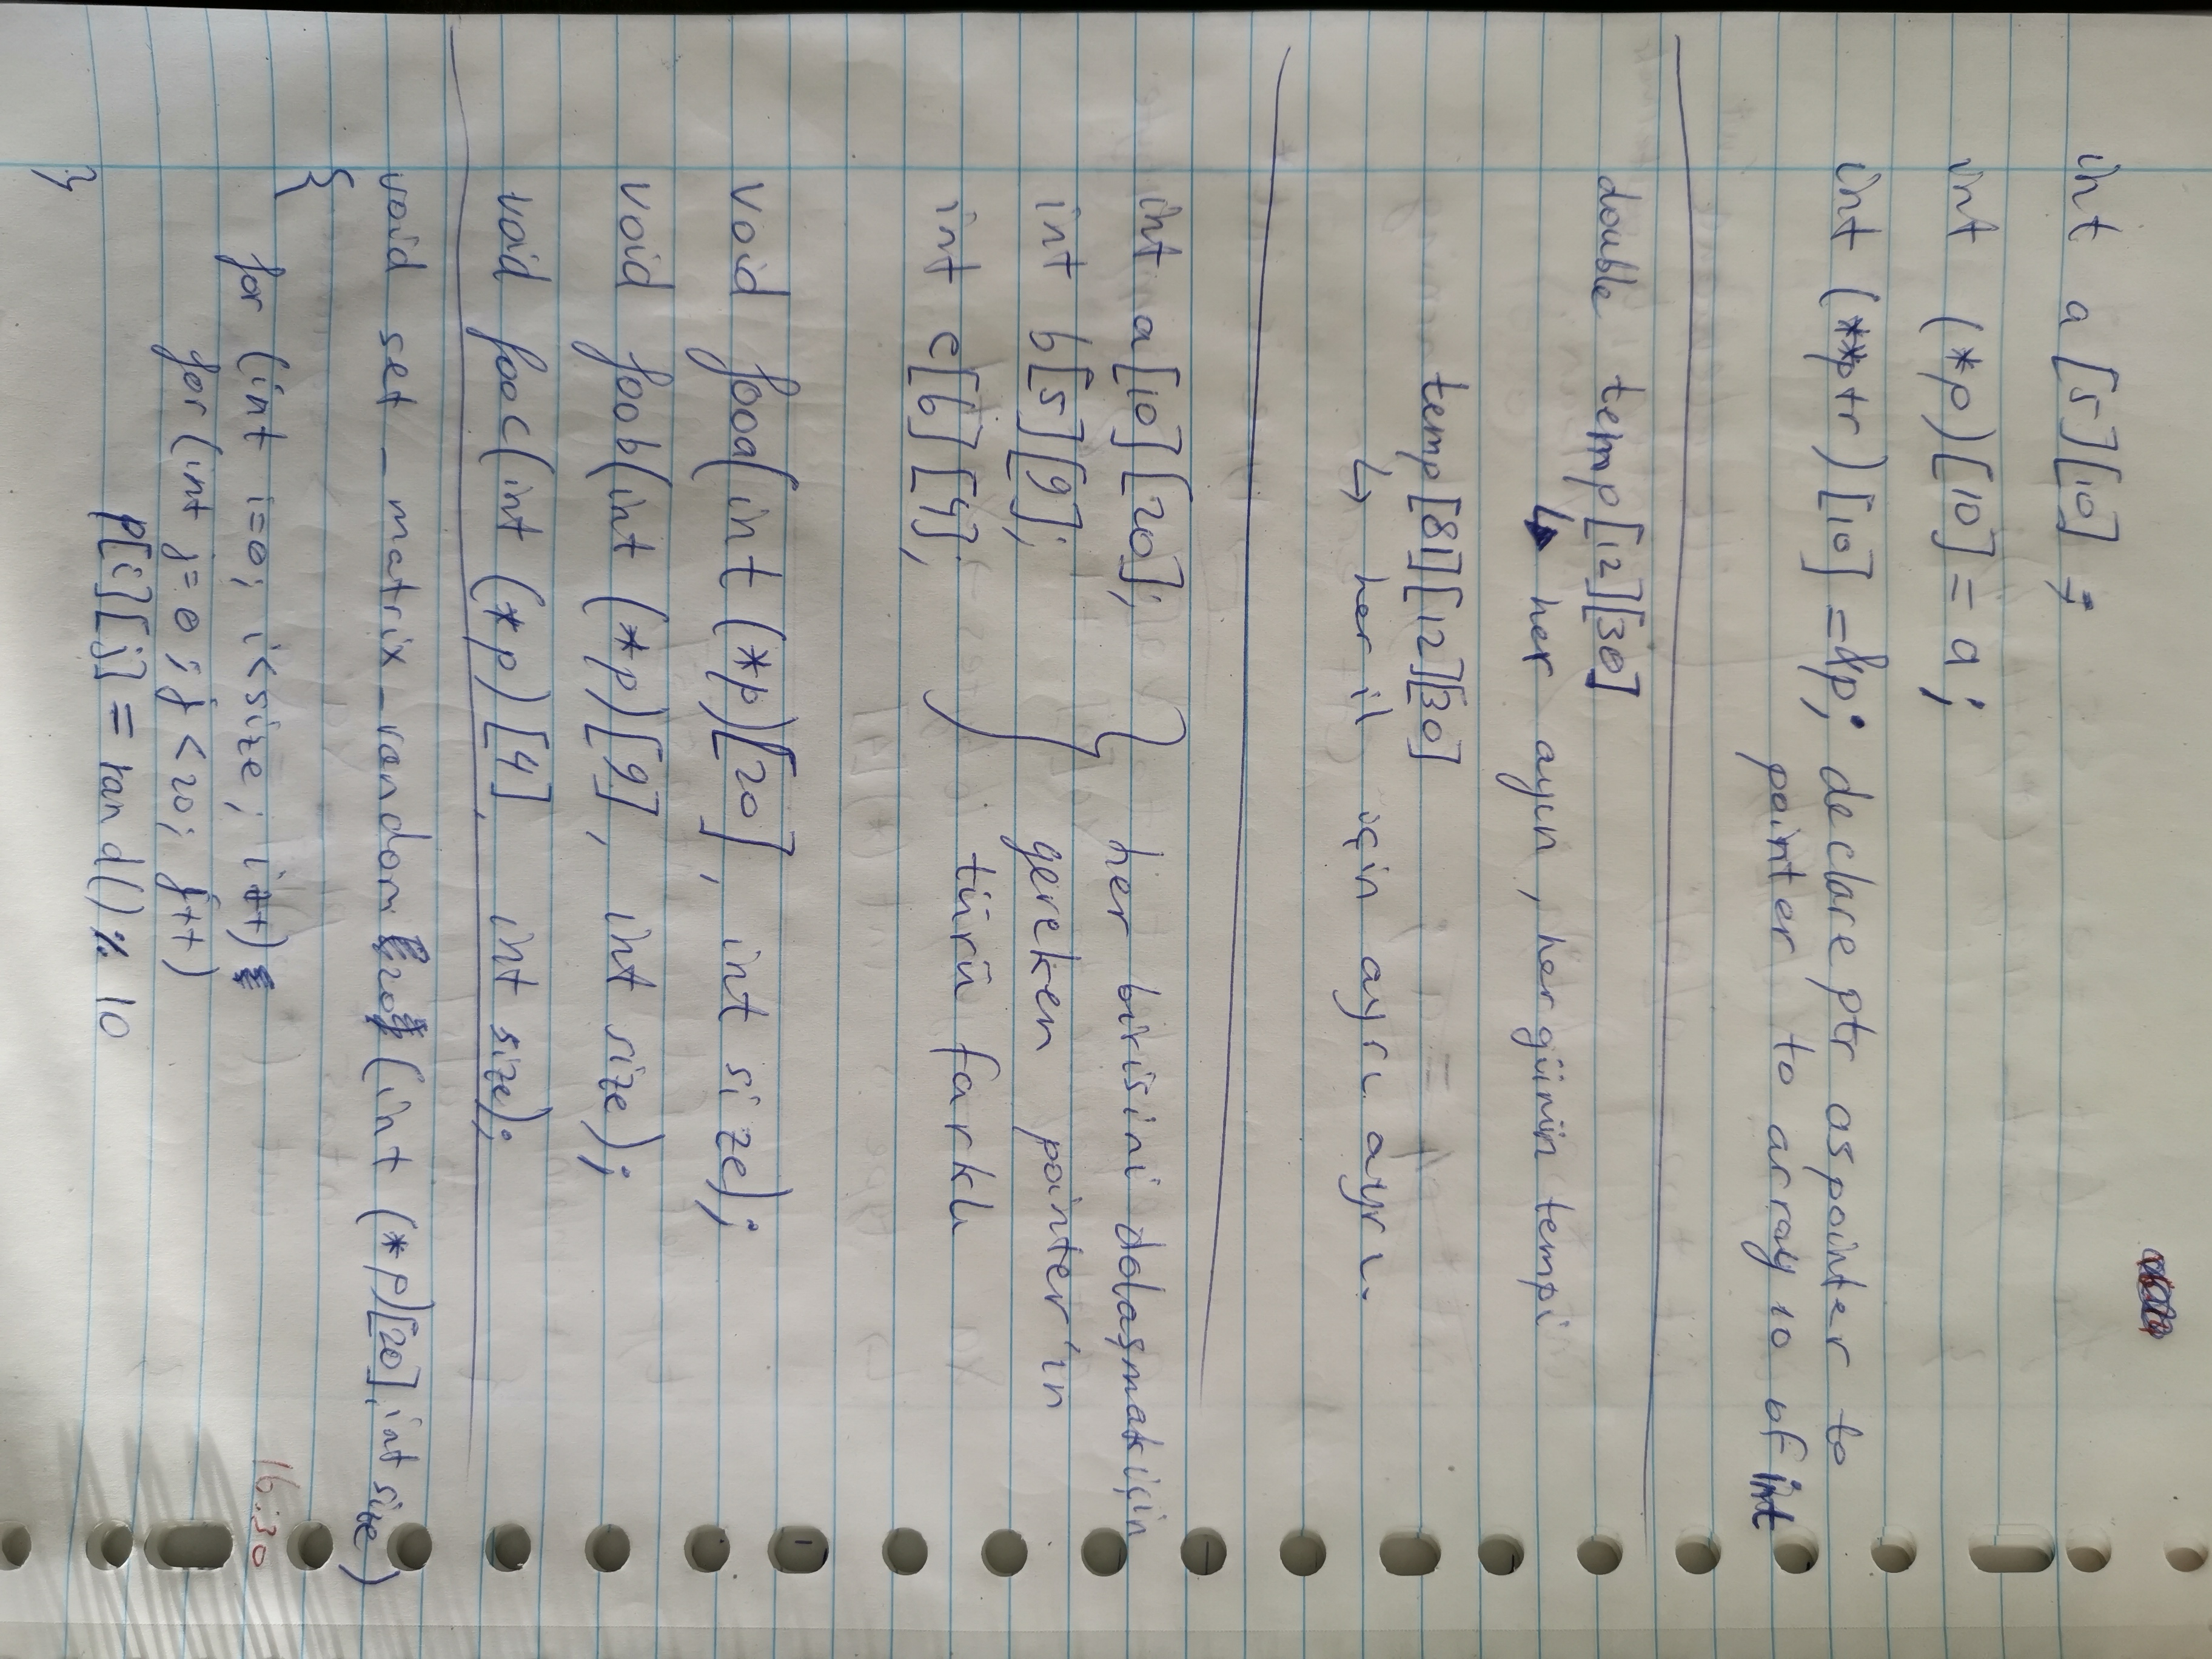 int a[5][10];
int (*p)[10] = a;
int (**ptr)[10] = &p; declare ptr as pointer to
pointer to array 10 of int
double temp[12][30]
↳ her ayın, her günün tempi
temp[81][12][30]
↳ her il için ayrı ayrı.
int a[10][20];
int b[5][9];
int c[6][4];
} her birisini dolaşmak için
gereken pointer'ın
türü farklı
void fooa(int (*p)[20], int size);
void foob(int (*p)[9], int size);
void fooc(int (*p)[4], int size);
void set_matrix_random 20 (int (*p)[20], int size)
{
for (int i=0; i<size; i++)
16:30
for (int j=0; j<20; j++)
p[i][j] = rand() % 10
}